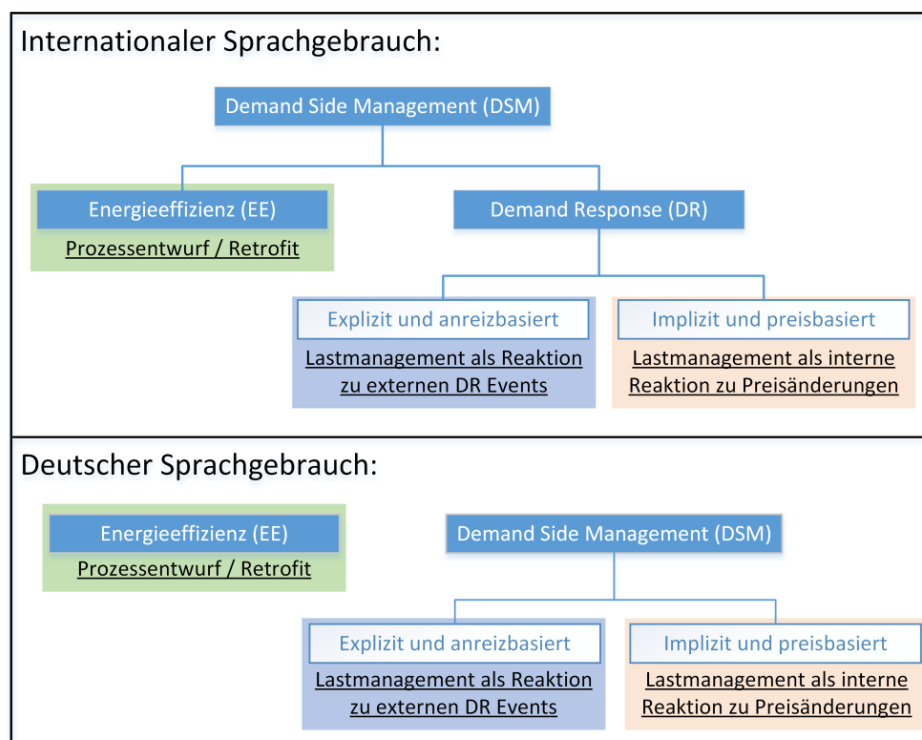 Internationaler Sprachgebrauch:
Demand Side Management (DSM)
Energieeffizienz (EE)
Prozessentwurf / Retrofit
Demand Response (DR)
Explizit und anreizbasiert
Lastmanagement als Reaktion
zu externen DR Events
Implizit und preisbasiert
Lastmanagement als interne
Reaktion zu Preisänderungen
Deutscher Sprachgebrauch:
Energieeffizienz (EE)
Prozessentwurf / Retrofit
Demand Side Management (DSM)
Explizit und anreizbasiert
Lastmanagement als Reaktion
zu externen DR Events
Implizit und preisbasiert
Lastmanagement als interne
Reaktion zu Preisänderungen